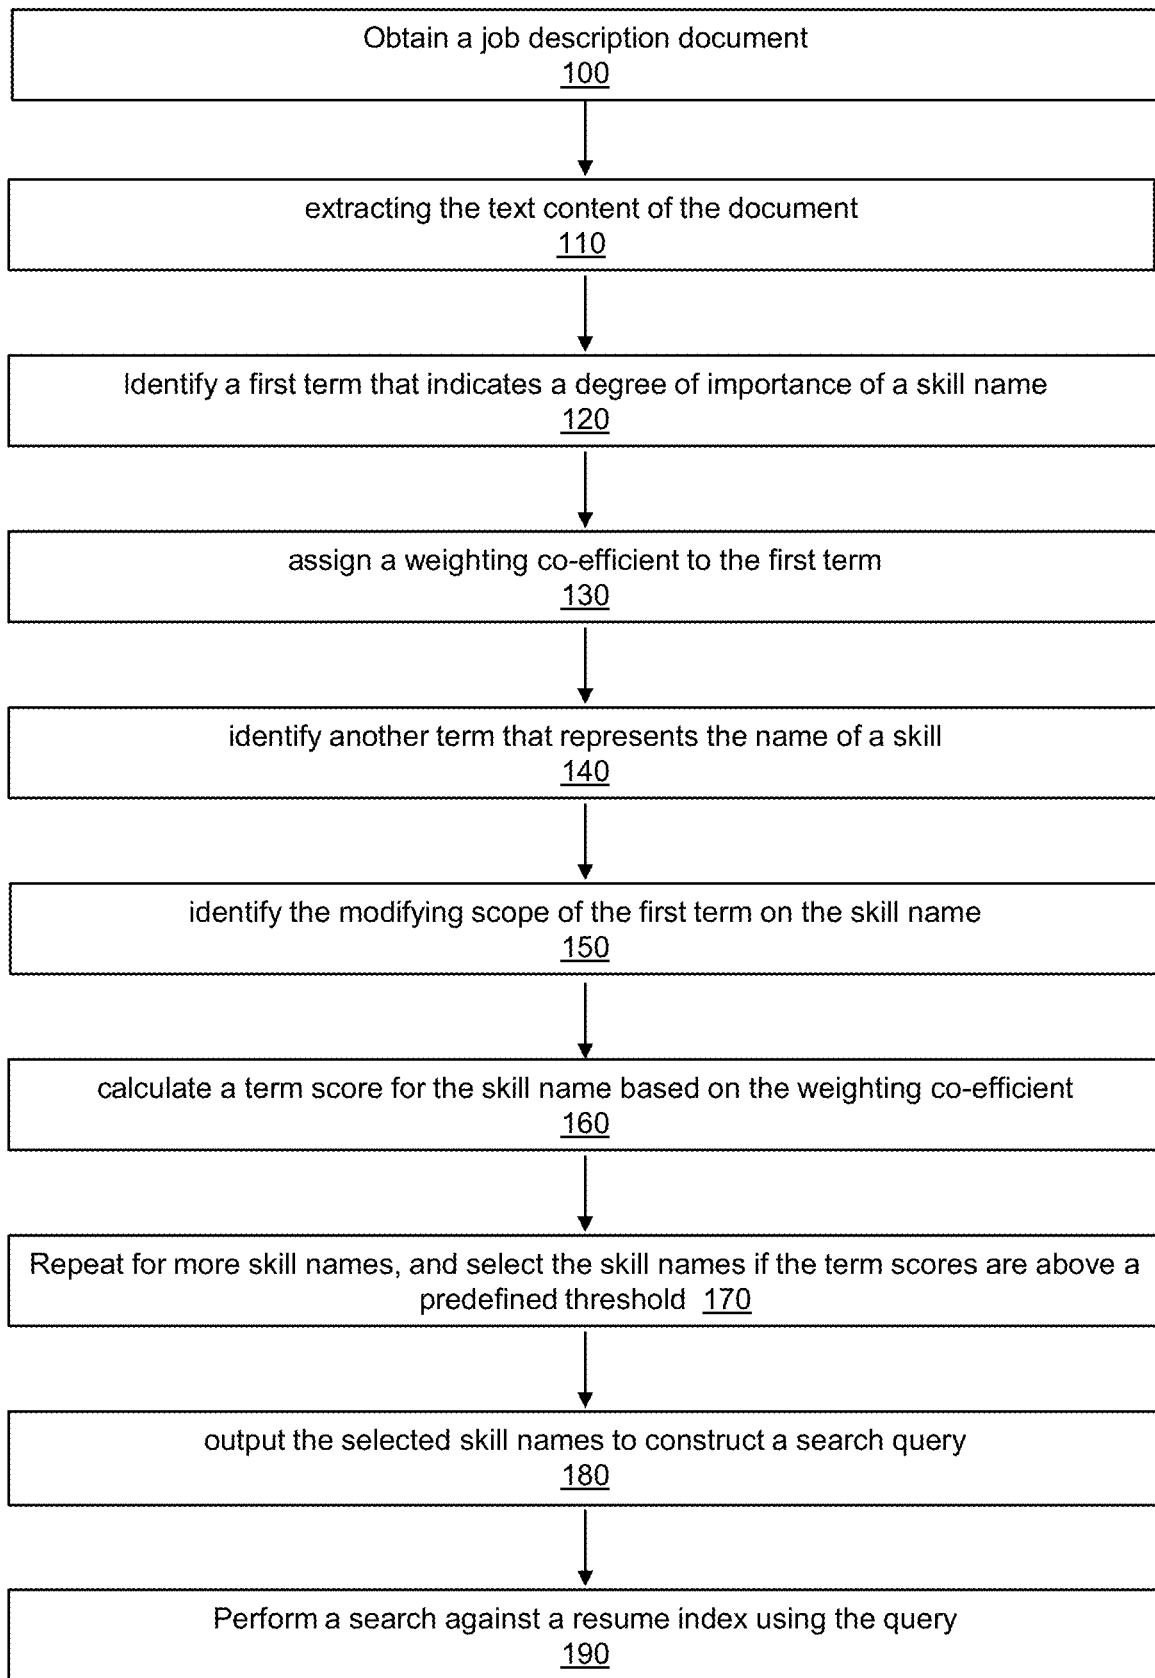 Obtain a job description document
100
extracting the text content of the document
110
Identify a first term that indicates a degree of importance of a skill name
120
assign a weighting co-efficient to the first term
130
identify another term that represents the name of a skill
140
identify the modifying scope of the first term on the skill name
150
calculate a term score for the skill name based on the weighting co-efficient
160
Repeat for more skill names, and select the skill names if the term scores are above a
predefined threshold 170
output the selected skill names to construct a search query
180
Perform a search against a resume index using the query
190